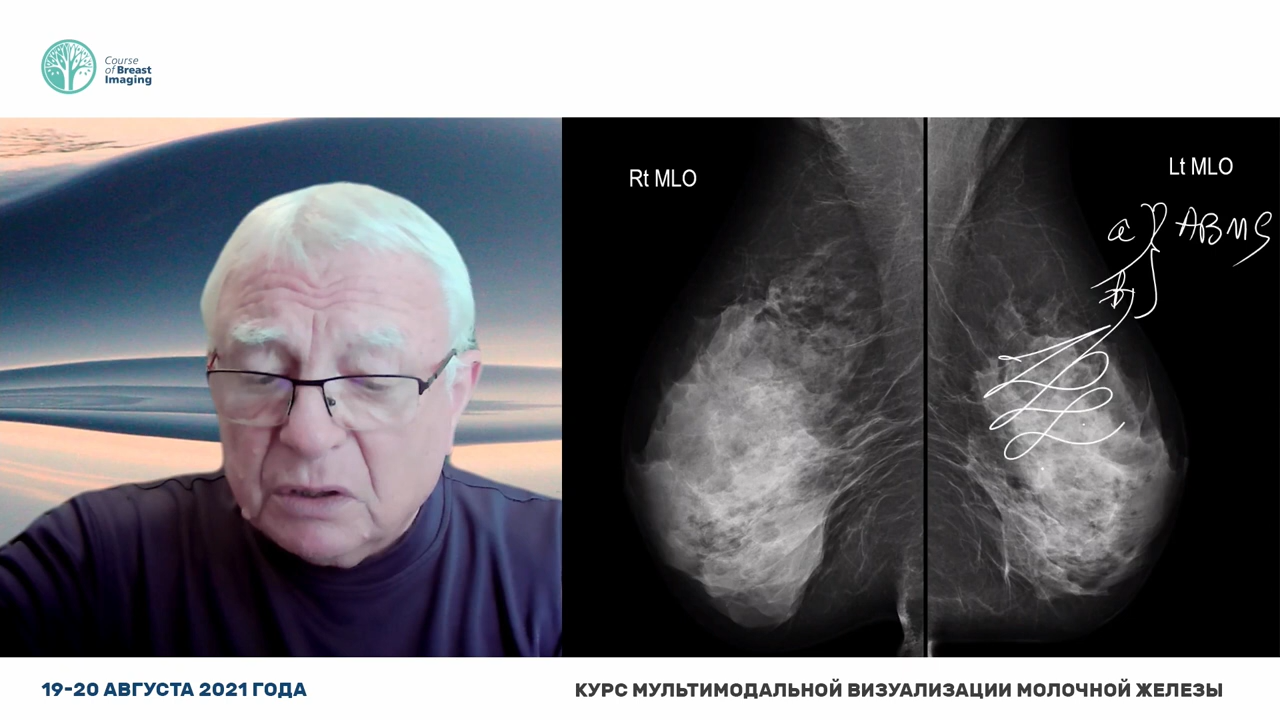 Course
of Breast
Imaging
Rt MLO
Lt MLO
ABMS
19-20 АВГУСТА 2021 ГОДА
КУРС МУЛЬТИМОДАЛЬНОЙ ВИЗУАЛИЗАЦИИ МОЛОЧНОЙ ЖЕЛЕЗЫ